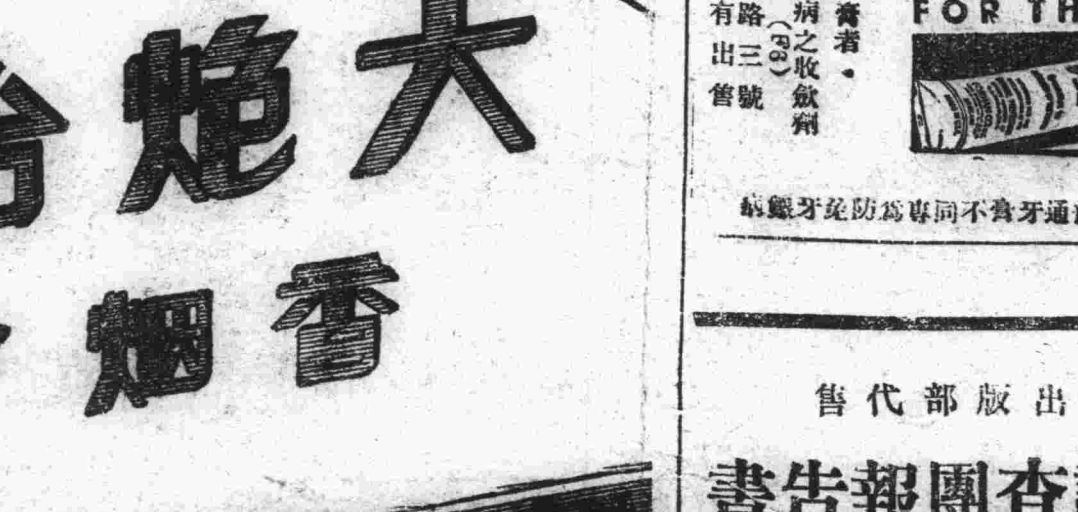 大炮台
香烟
膏者。
病之收歛劑
(F6)
路三號
有出售
FOR TH
通牙膏不同專為防免牙齦病
出版部代售
查團報告書